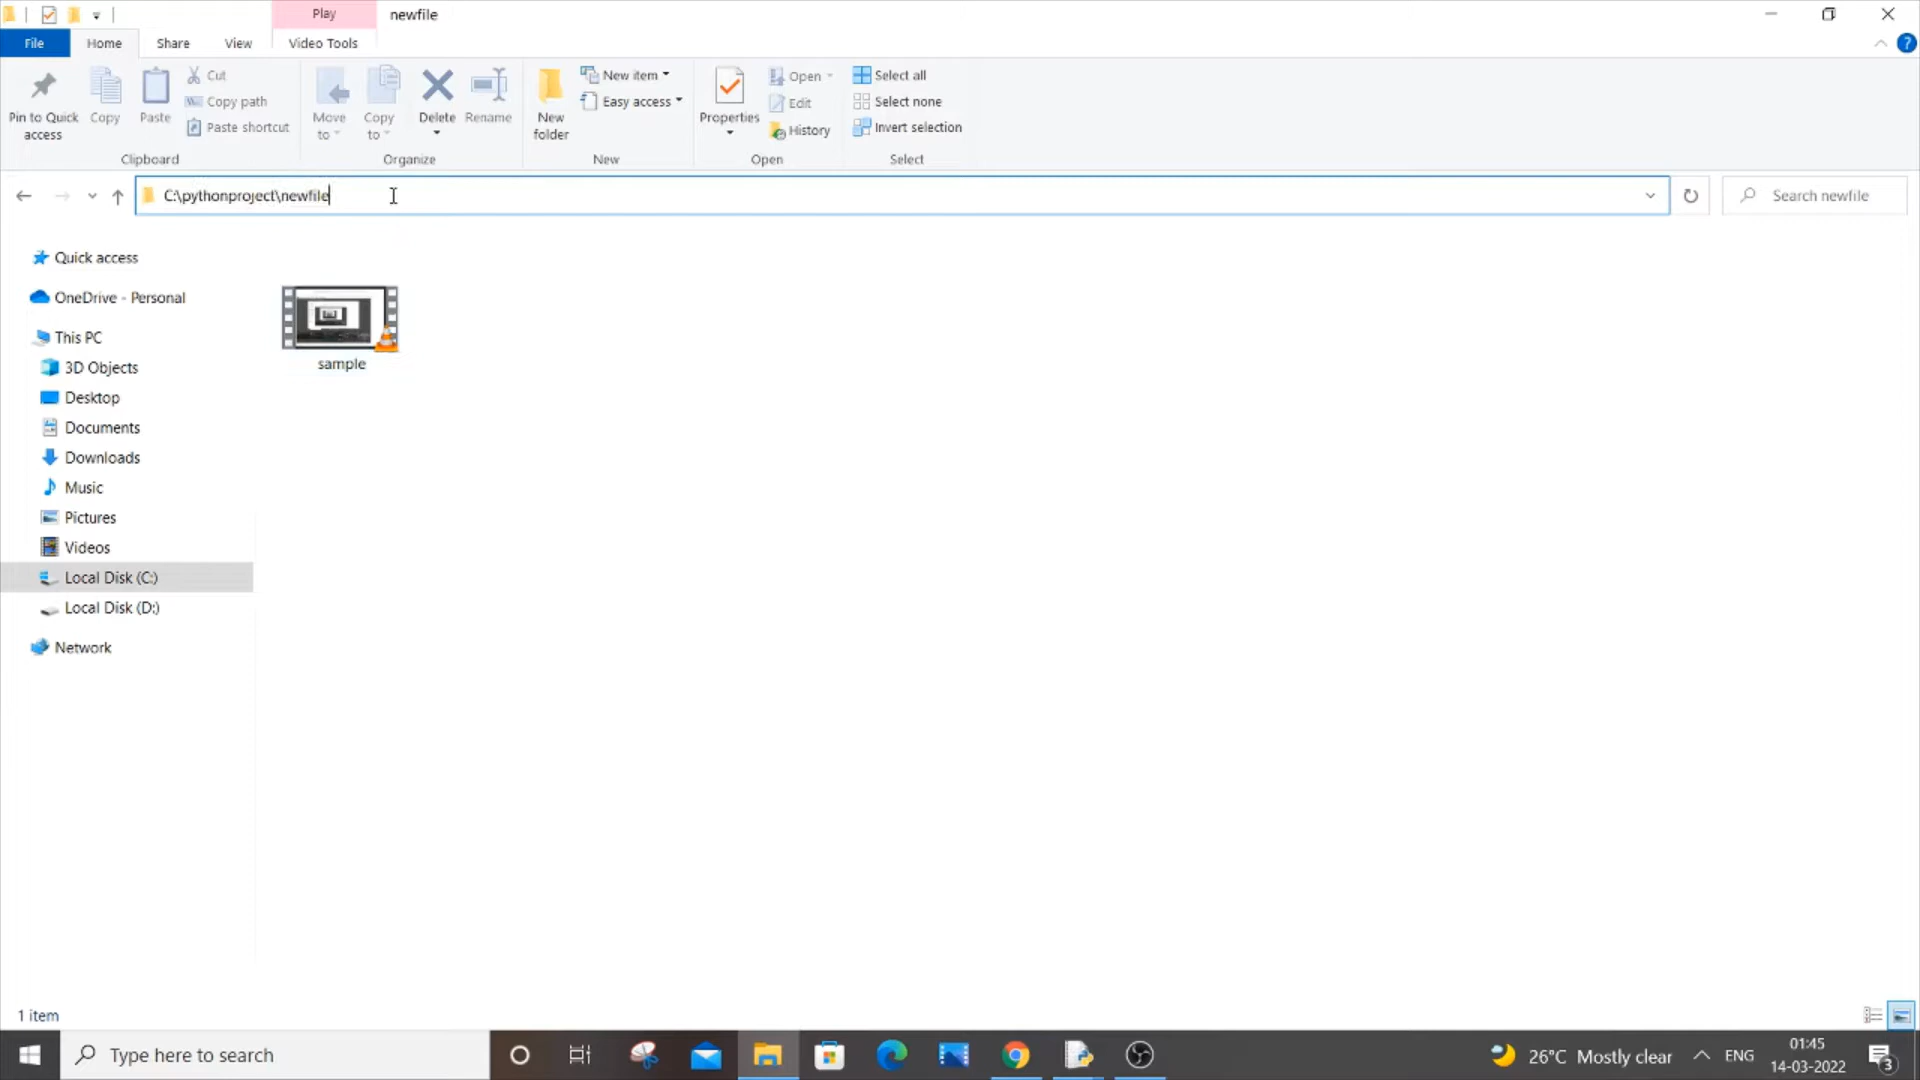 Play
newfile
File
Home
Share
View
Video Tools
Pin to Quick
access
Copy
Paste
Cut
Copy path
Paste shortcut
Clipboard
Move
to
Copy
to
Delete
Rename
Organize
New
folder
New item
Easy access
New
Properties
Open
Edit
History
Open
Select all
Select none
Invert selection
Select
C:\pythonproject\newfile
Search newfile
Quick access
OneDrive - Personal
This PC
3D Objects
Desktop
Documents
Downloads
Music
Pictures
Videos
Local Disk (C:)
Local Disk (D:)
Network
sample
1 item
Type here to search
26°C Mostly clear
ENG
01:45
14-03-2022
3